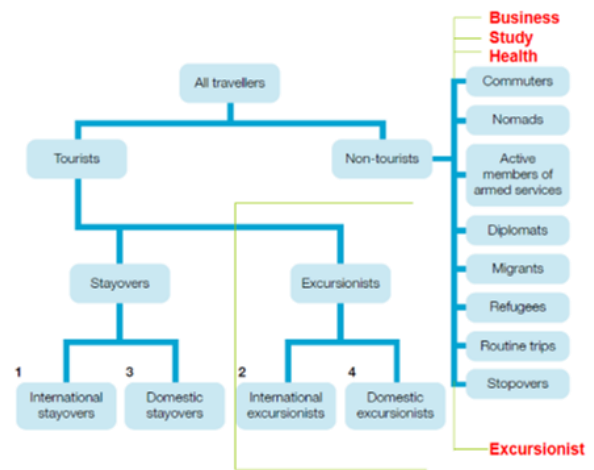 Business
Study
Health
All travellers
Commuters
Nomads
Tourists
Non-tourists
Active
members of
armed services
Diplomats
Stayovers
Excursionists
Migrants
Refugees
Routine trips
Stopovers
1
3
2
4
International
stayovers
Domestic
stayovers
International
excursionists
Domestic
excursionists
Excursionist